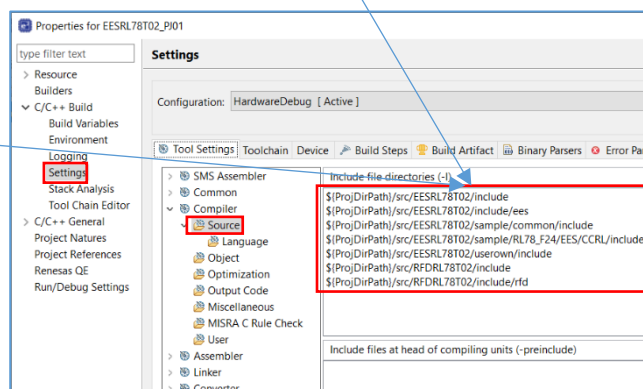 Properties for EESRL78T02_PJ01
type filter text
Settings
Resource
Builders
C/C++ Build
Build Variables
Environment
Logging
Settings
Stack Analysis
Tool Chain Editor
C/C++ General
Project Natures
Project References
Renesas QE
Run/Debug Settings
Configuration: HardwareDebug [ Active ]
Tool Settings Toolchain Device Build Steps Build Artifact Binary Parsers Error Par
SMS Assembler
Common
Compiler
Source
Language
Object
Optimization
Output Code
Miscellaneous
MISRA C Rule Check
User
Assembler
Linker
Converter
Include file directories (-I)
${ProjDirPath}/src/EESRL78T02/include
${ProjDirPath}/src/EESRL78T02/include/ees
${ProjDirPath}/src/EESRL78T02/sample/common/include
${ProjDirPath}/src/EESRL78T02/sample/RL78_F24/EES/CCRL/include
${ProjDirPath}/src/EESRL78T02/userown/include
${ProjDirPath}/src/RFDRL78T02/include
${ProjDirPath}/src/RFDRL78T02/include/rfd
Include files at head of compiling units (-preinclude)